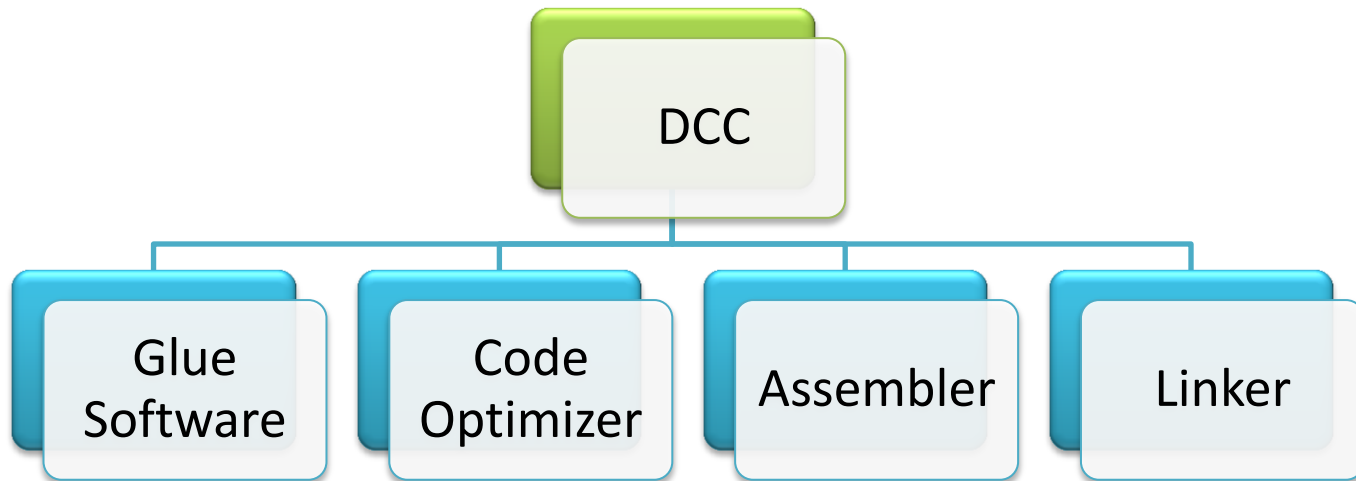 DCC
Glue
Software
Code
Optimizer
Assembler
Linker